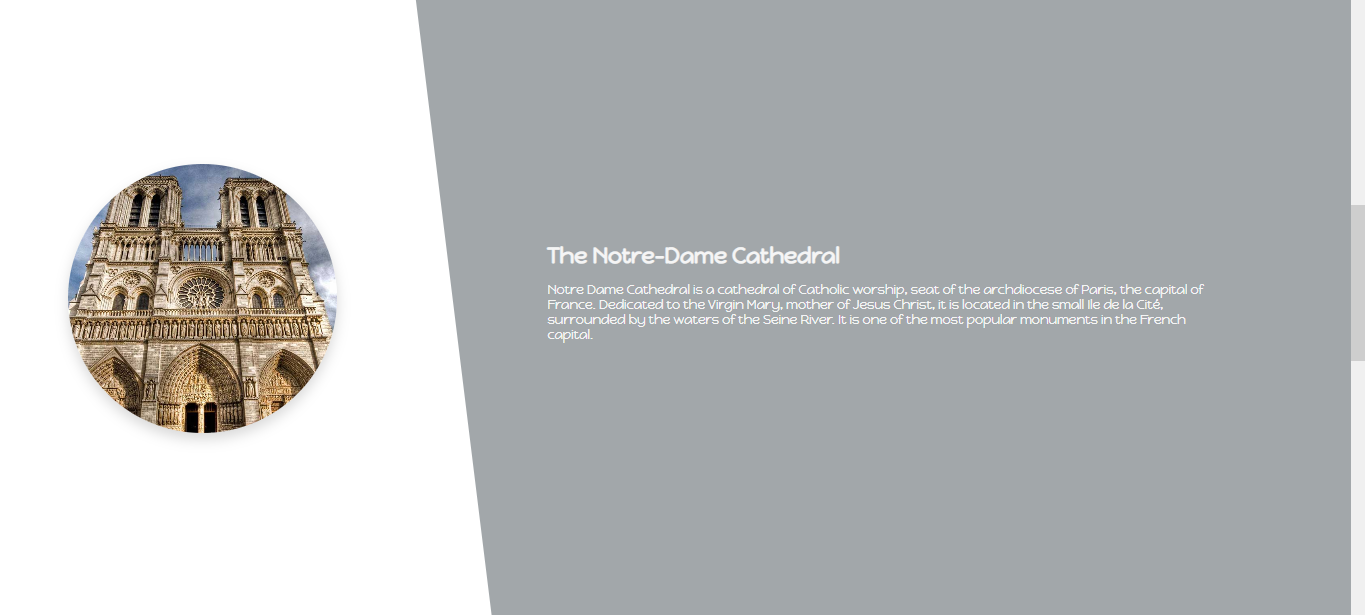 The Notre-Dame Cathedral
Notre Dame Cathedral is a cathedral of Catholic worship, seat of the archdiocese of Paris, the capital of
France. Dedicated to the Virgin Mary, mother of Jesus Christ, it is located in the small Ile de la Cité,
surrounded by the waters of the Seine River. It is one of the most popular monuments in the French
capital.